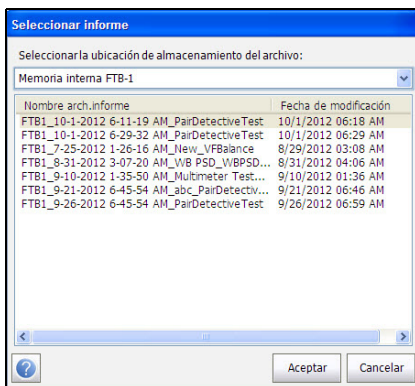 Seleccionar informe
Seleccionarla ubicación de almacenamiento del archivo:
Memoria interna FTB-1
Nombre arch.informe Fecha de modificación
FTB1_10-1-2012 6-11-19 AM_PairDetectiveTest 10/1/2012 06:18 AM
FTB1_10-1-2012 6-29-32 AM_PairDetectiveTest 10/1/2012 06:29 AM
FTB1_7-25-2012 1-26-16 AM_New_VFBalance 8/29/2012 03:08 AM
FTB1_8-31-2012 3-07-20 AM_WB PSD_WBPSD... 8/31/2012 04:06 AM
FTB1_9-10-2012 1-35-50 AM_Multimeter Test... 9/10/2012 01:36 AM
FTB1_9-21-2012 6-45-54 AM_abc_PairDetectiv... 9/21/2012 06:46 AM
FTB1_9-26-2012 6-45-54 AM_PairDetectiveTest 9/26/2012 06:59 AM
? Aceptar Cancelar